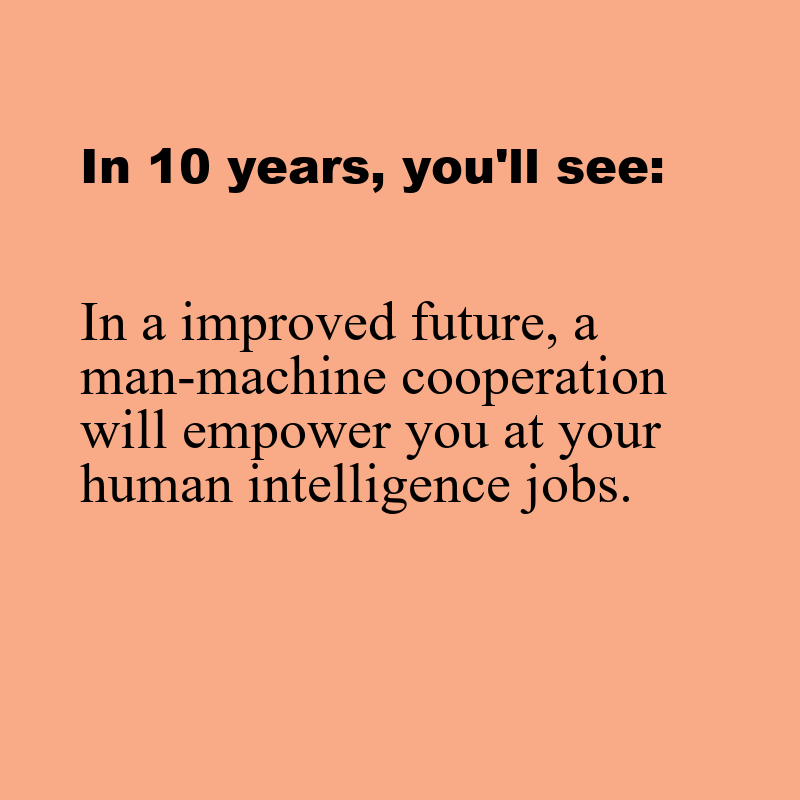 In 10 years, you'll see:
In a improved future, a
man-machine cooperation
will empower you at your
human intelligence jobs.